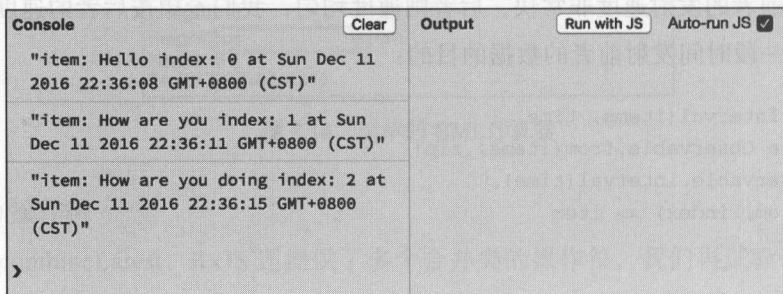 Console
Clear
Output
Run with JS
Auto-run JS
"item: Hello index: 0 at Sun Dec 11
2016 22:36:08 GMT+0800 (CST)"
"item: How are you index: 1 at Sun
Dec 11 2016 22:36:11 GMT+0800 (CST)"
"item: How are you doing index: 2 at
Sun Dec 11 2016 22:36:15 GMT+0800
(CST)"